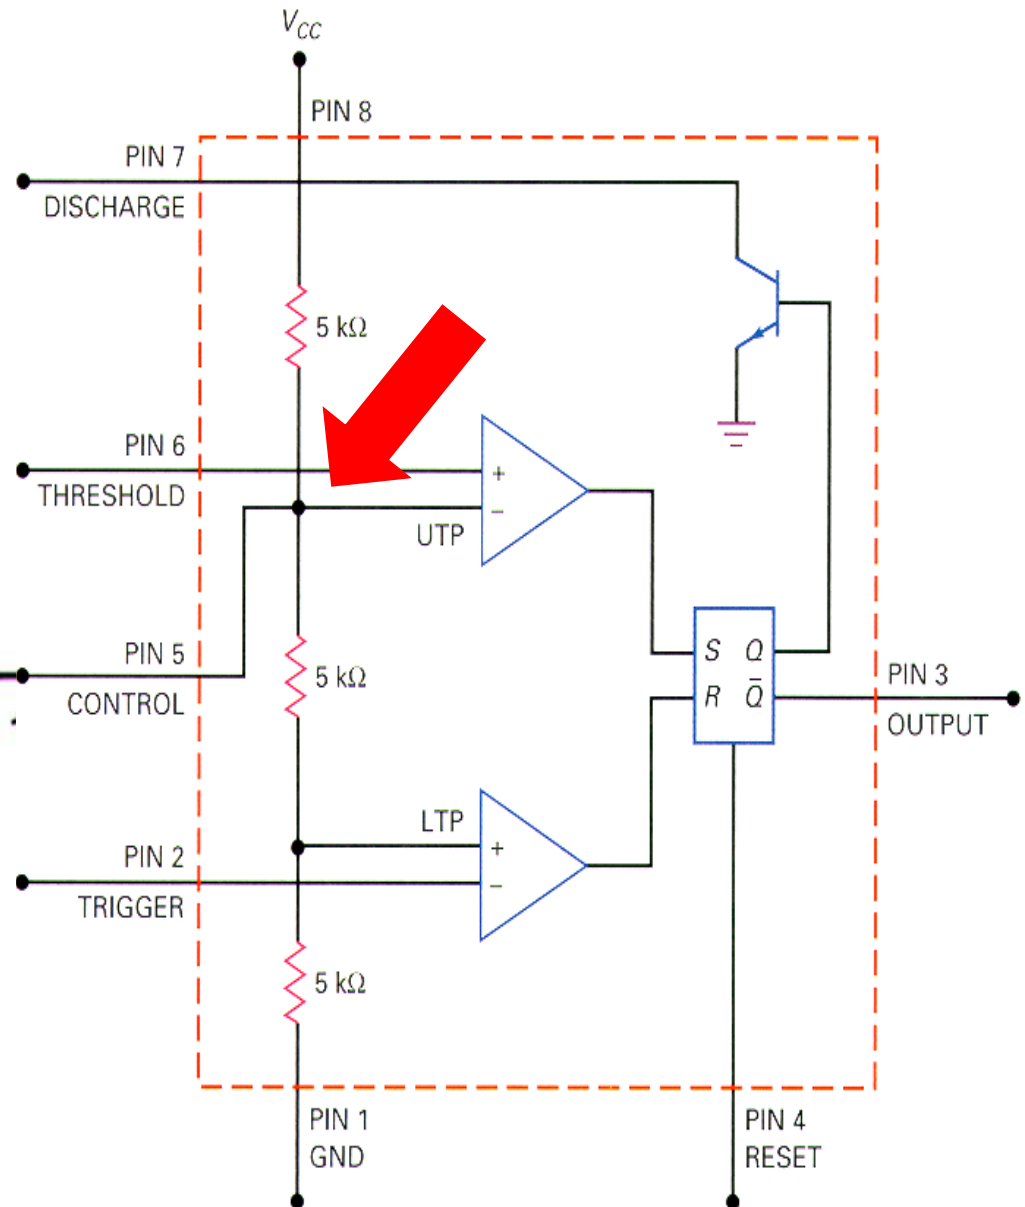 VCC
PIN 8
PIN 7
DISCHARGE
5 kΩ
PIN 6
THRESHOLD
+
−
UTP
PIN 5
CONTROL
5 kΩ
S Q
R Q̅
PIN 3
OUTPUT
LTP
+
−
PIN 2
TRIGGER
5 kΩ
PIN 1
GND
PIN 4
RESET